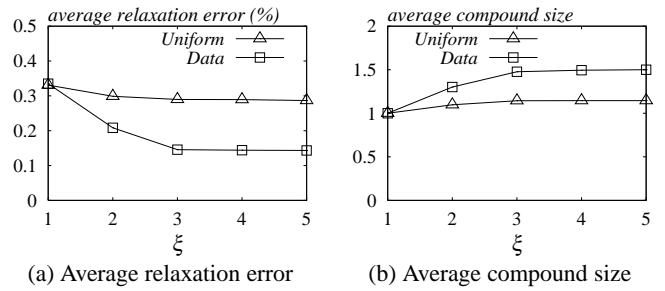 average relaxation error (%)
0.5
0.4
0.3
0.2
0.1
0
Uniform
Data
1 2 3 4 5
ξ
(a) Average relaxation error
average compound size
2
1.5
1
0.5
0
Uniform
Data
1 2 3 4 5
ξ
(b) Average compound size